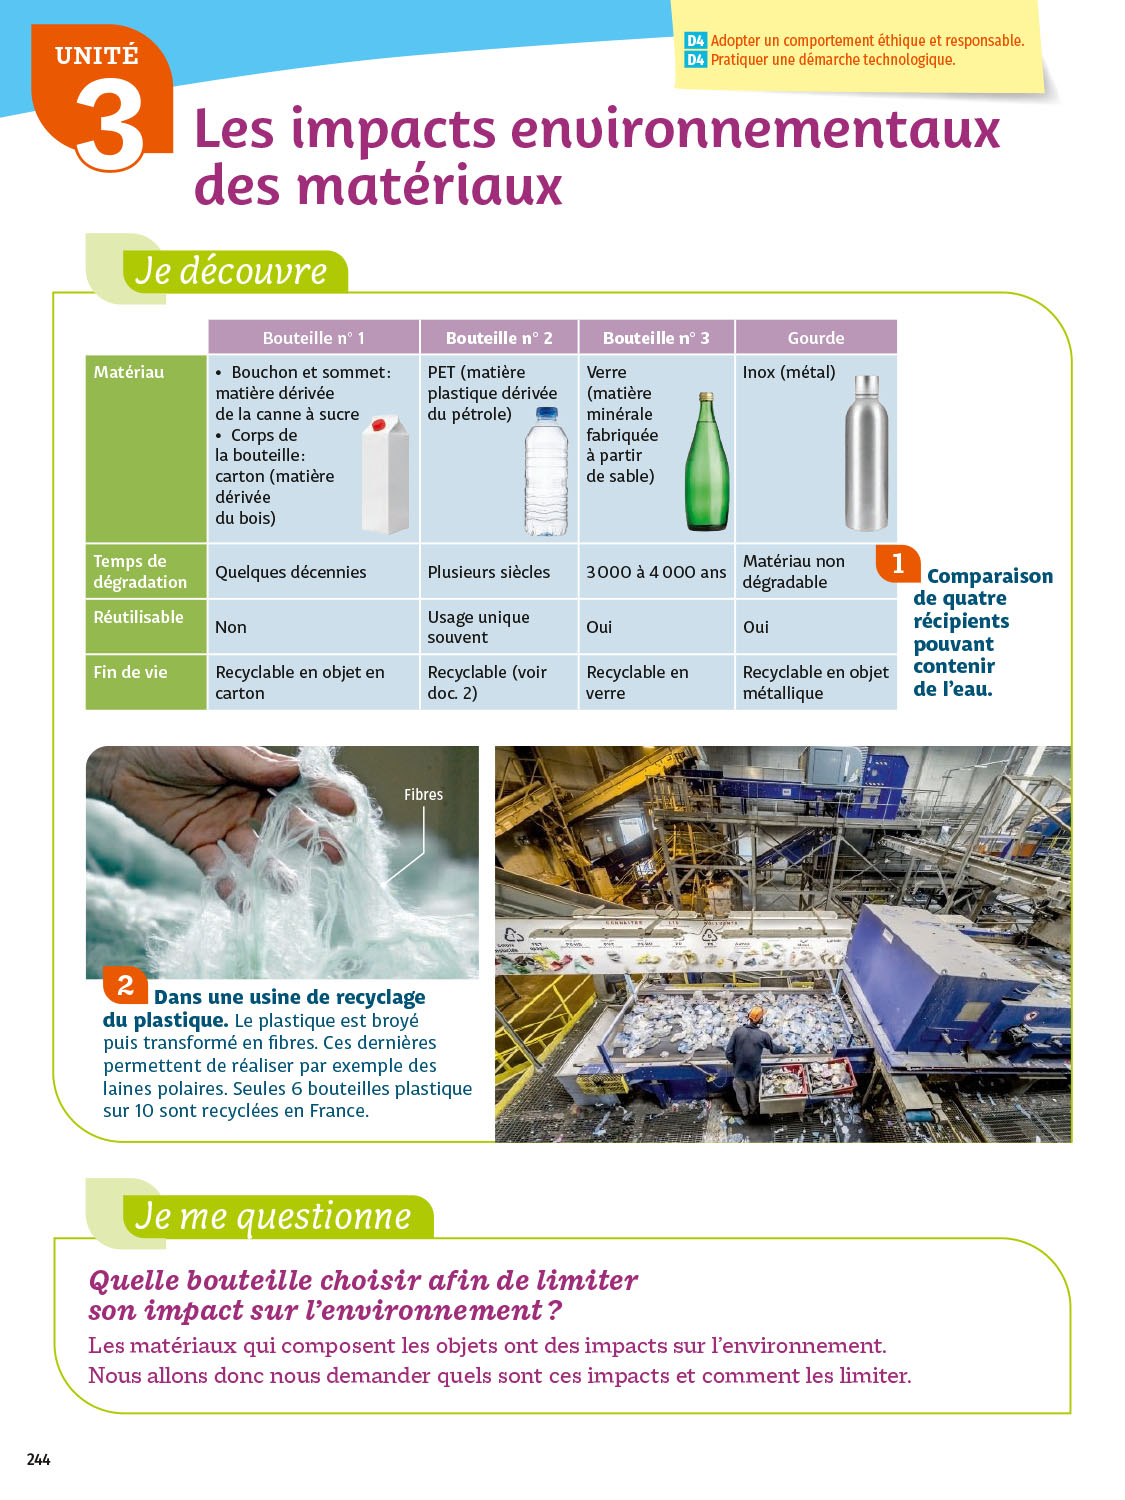 D4 Adopter un comportement éthique et responsable.
D4 Pratiquer une démarche technologique.
UNITÉ
3
Les impacts environnementaux
des matériaux
Je découvre
Bouteille n° 1
Bouteille n° 2
Bouteille n° 3
Gourde
Matériau
• Bouchon et sommet :
matière dérivée
de la canne à sucre
• Corps de
la bouteille :
carton (matière
dérivée
du bois)
PET (matière
plastique dérivée
du pétrole)
Verre
(matière
minérale
fabriquée
à partir
de sable)
Inox (métal)
Temps de
dégradation
Quelques décennies
Plusieurs siècles
3 000 à 4 000 ans
Matériau non
dégradable
Réutilisable
Non
Usage unique
souvent
Oui
Oui
Fin de vie
Recyclable en objet en
carton
Recyclable (voir
doc. 2)
Recyclable en
verre
Recyclable en objet
métallique
1 Comparaison
de quatre
récipients
pouvant
contenir
de l'eau.
Fibres
2 Dans une usine de recyclage
du plastique. Le plastique est broyé
puis transformé en fibres. Ces dernières
permettent de réaliser par exemple des
laines polaires. Seules 6 bouteilles plastique
sur 10 sont recyclées en France.
Je me questionne
Quelle bouteille choisir afin de limiter
son impact sur l'environnement ?
Les matériaux qui composent les objets ont des impacts sur l'environnement.
Nous allons donc nous demander quels sont ces impacts et comment les limiter.
244